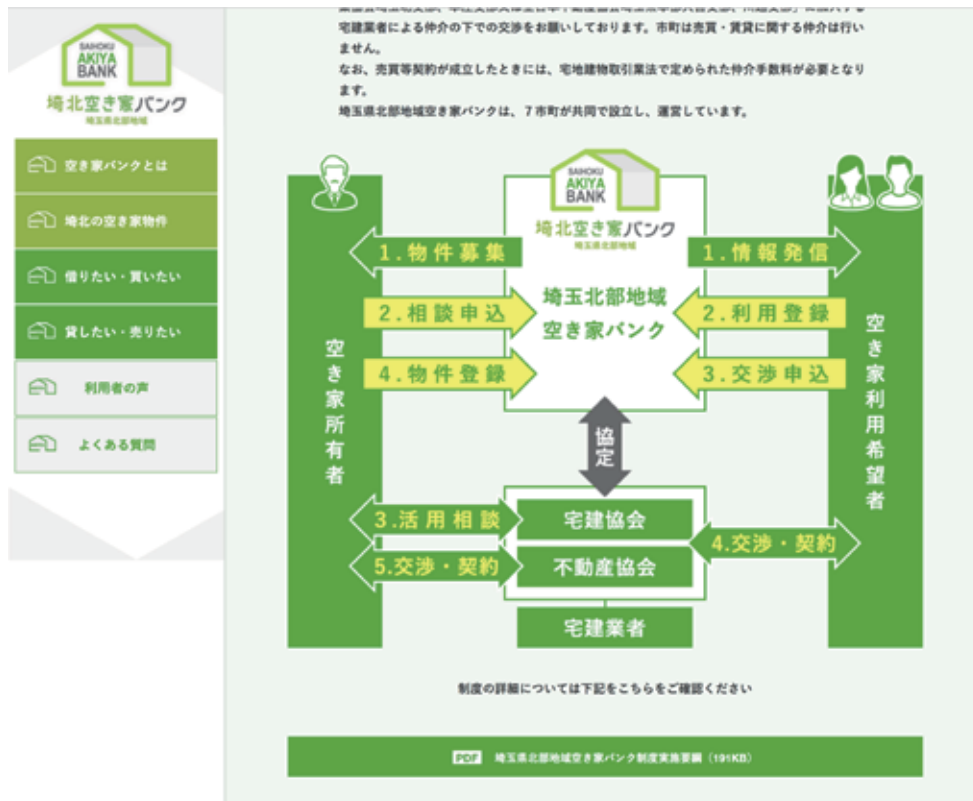 SAIHOKU
AKIYA
BANK
埼北空き家バンク
埼玉県北部地域
空き家バンクとは
埼北の空き家物件
借りたい・買いたい
貸したい・売りたい
利用者の声
よくある質問
宅建業者による仲介の下での交渉をお願いしております。市町は売買・賃貸に関する仲介は行い
ません。
なお、売買等契約が成立したときには、宅地建物取引業法で定められた仲介手数料が必要となり
ます。
埼玉県北部地域空き家バンクは、7市町が共同で設立し、運営しています。
SAIHOKU
AKIYA
BANK
埼北空き家バンク
埼玉県北部地域
埼玉北部地域
空き家バンク
空き家所有者
1.物件募集
2.相談申込
4.物件登録
3.活用相談
5.交渉・契約
1.情報発信
2.利用登録
3.交渉申込
4.交渉・契約
空き家利用希望者
協定
宅建協会
不動産協会
宅建業者
制度の詳細については下記をこちらをご確認ください
PDF 埼玉県北部地域空き家バンク制度実施要綱（191KB）